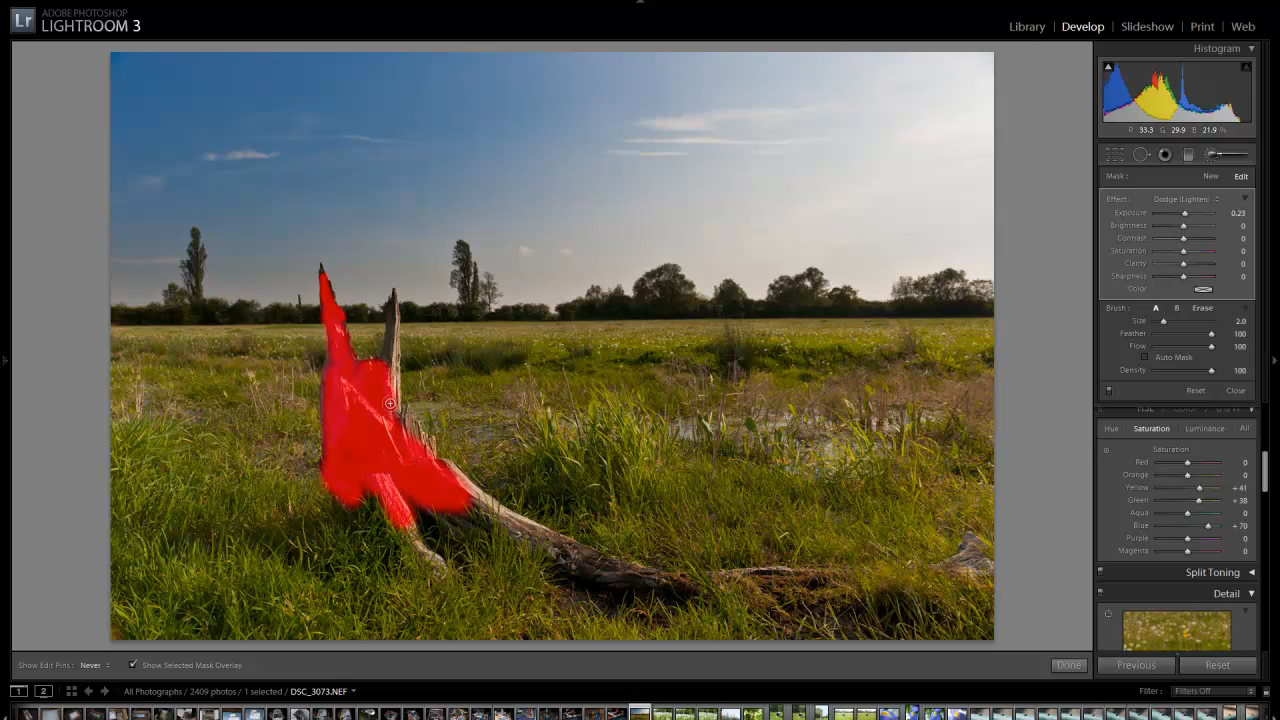 Lr ADOBE PHOTOSHOP
LIGHTROOM 3
Library | Develop | Slideshow | Print | Web
Histogram
R 33.3 G 29.9 B 21.9 %
Mask : New Edit
Effect : Dodge (Lighten)
Exposure 0.23
Brightness 0
Contrast 0
Saturation 0
Clarity 0
Sharpness 0
Color
Brush : A B Erase
Size 2.0
Feather 100
Flow 100
Auto Mask
Density 100
Reset Close
Hue Saturation Luminance All
Saturation
Red 0
Orange 0
Yellow + 41
Green + 38
Aqua 0
Blue + 70
Purple 0
Magenta 0
Split Toning
Detail
Show Edit Pins : Never Show Selected Mask Overlay Done Previous Reset
1 2 All Photographs / 2409 photos / 1 selected / DSC_3073.NEF Filter : Filters Off